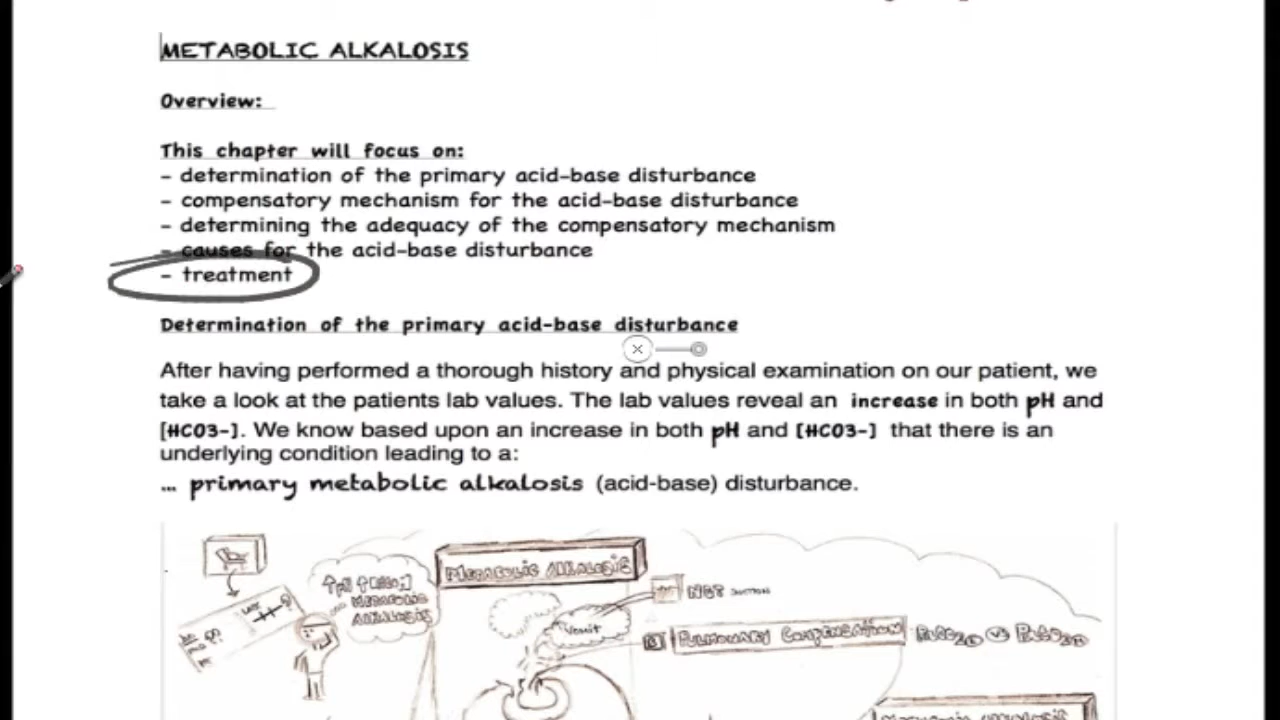 METABOLIC ALKALOSIS
Overview:
This chapter will focus on:
- determination of the primary acid-base disturbance
- compensatory mechanism for the acid-base disturbance
- determining the adequacy of the compensatory mechanism
- causes for the acid-base disturbance
- treatment
Determination of the primary acid-base disturbance
After having performed a thorough history and physical examination on our patient, we
take a look at the patients lab values. The lab values reveal an increase in both pH and
[HCO3-]. We know based upon an increase in both pH and [HCO3-] that there is an
underlying condition leading to a:
... primary metabolic alkalosis (acid-base) disturbance.
METABOLIC ALKALOSIS
METABOLIC
ALKALOSIS
Vomit
PULMONARY COMPENSATION
VS